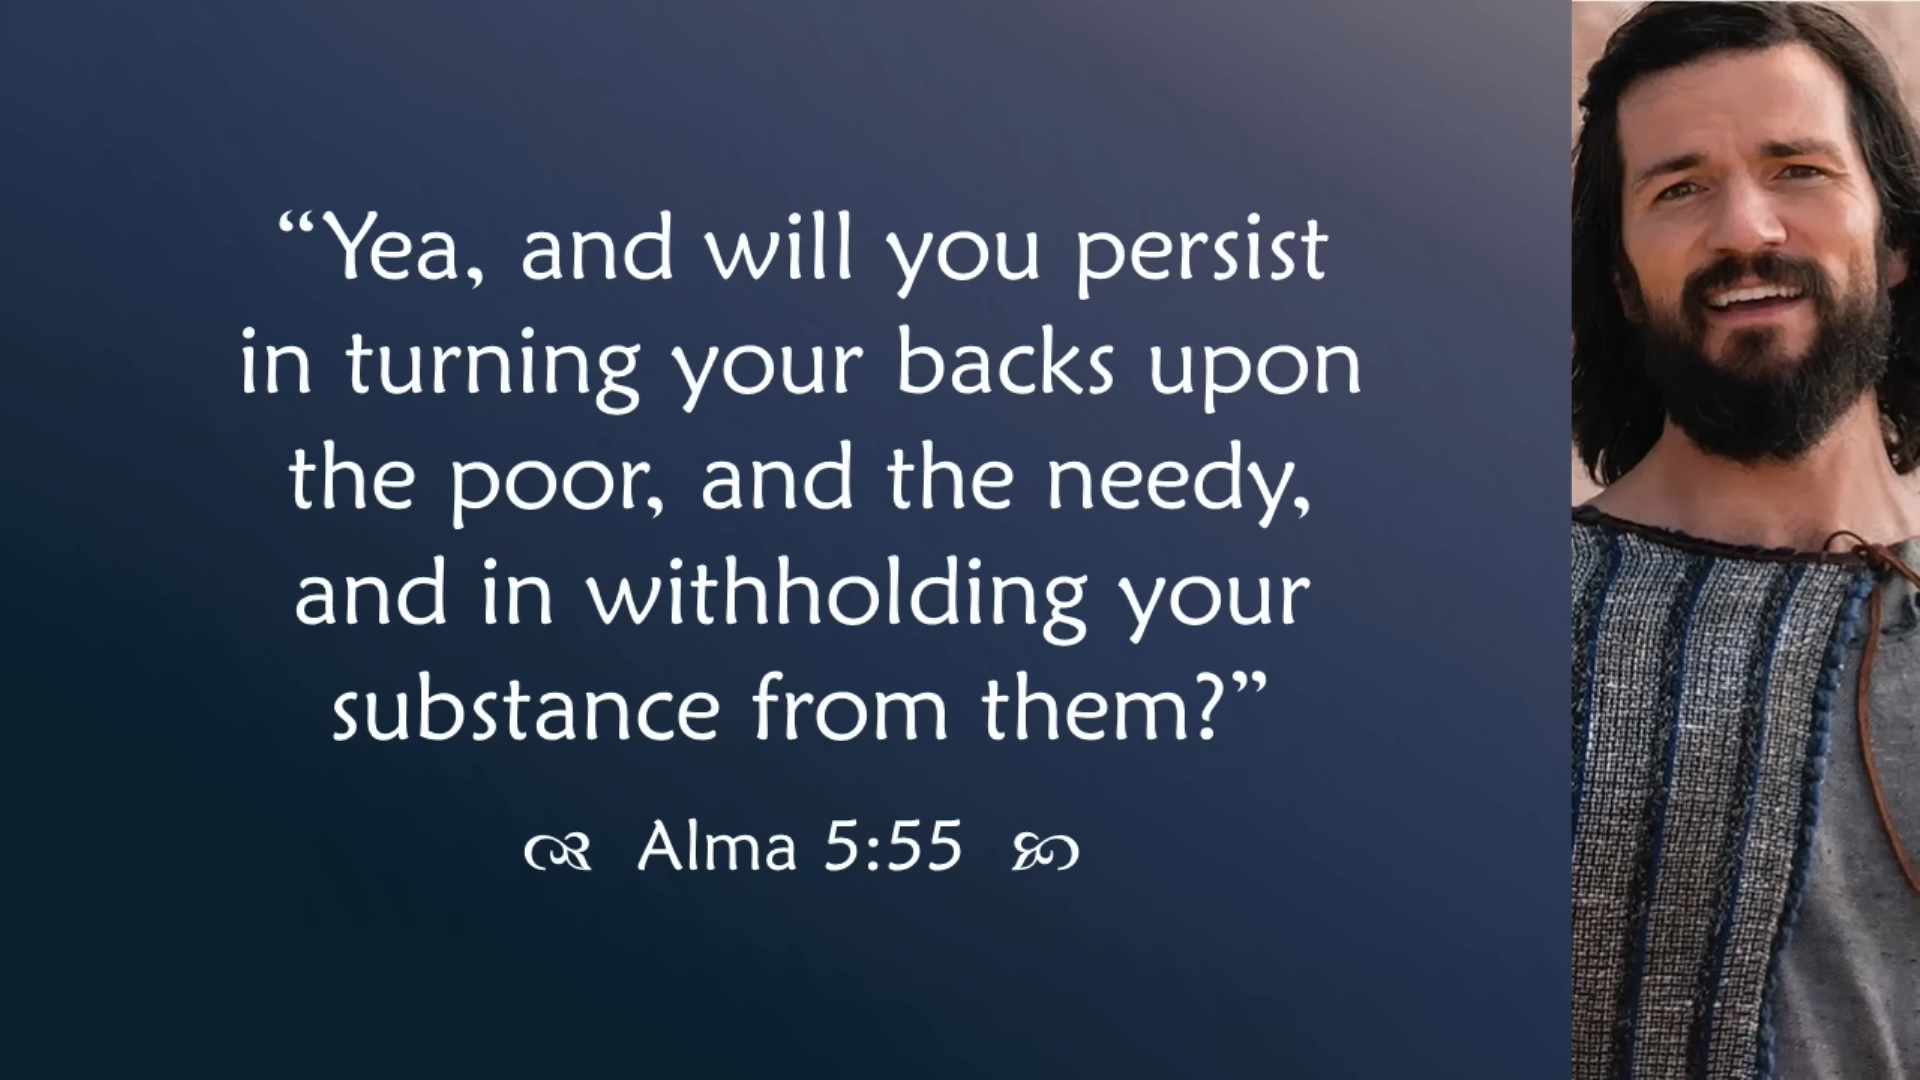 “Yea, and will you persist
in turning your backs upon
the poor, and the needy,
and in withholding your
substance from them?”
Alma 5:55